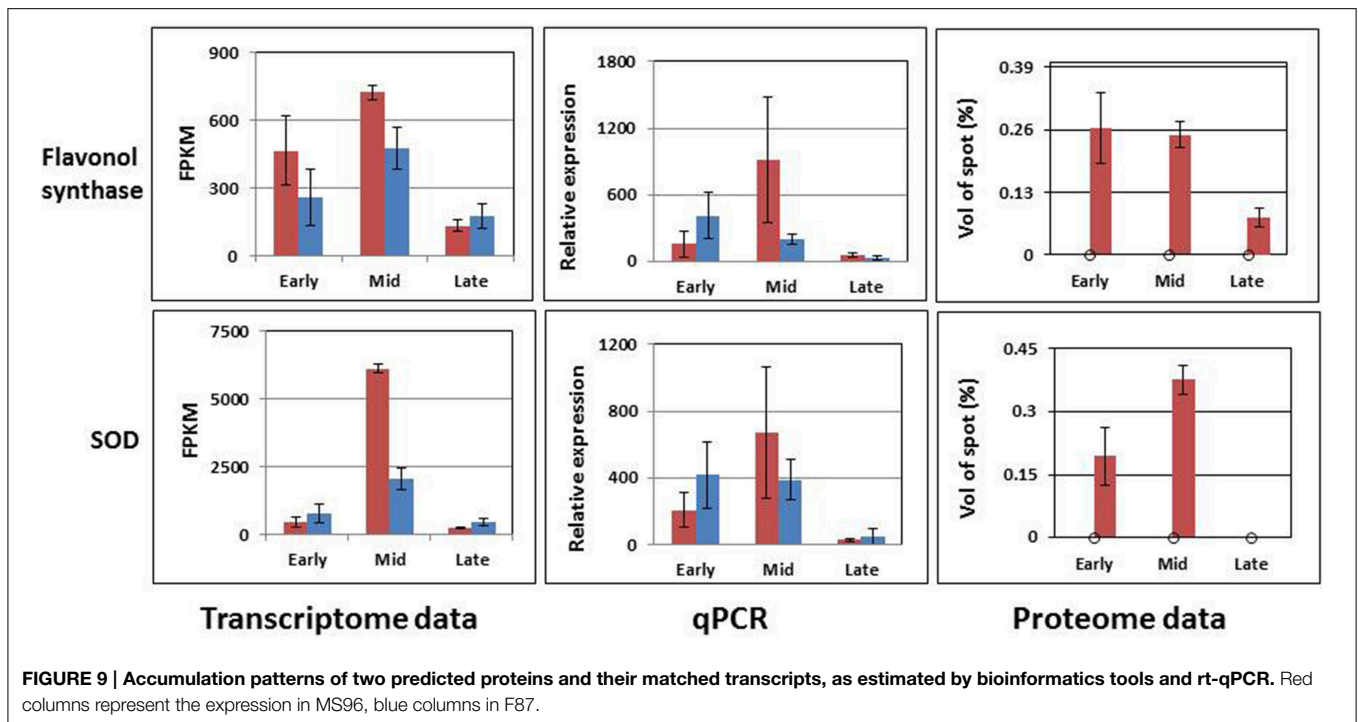 Flavonol
synthase
FPKM
900
600
300
0
Early Mid Late
Relative expression
1800
1200
600
0
Early Mid Late
Vol of spot (%)
0.39
0.26
0.13
0
Early Mid Late
SOD
FPKM
7500
5000
2500
0
Early Mid Late
Relative expression
1200
800
400
0
Early Mid Late
Vol of spot (%)
0.45
0.3
0.15
0
Early Mid Late
Transcriptome data qPCR Proteome data
FIGURE 9 | Accumulation patterns of two predicted proteins and their matched transcripts, as estimated by bioinformatics tools and rt-qPCR. Red
columns represent the expression in MS96, blue columns in F87.